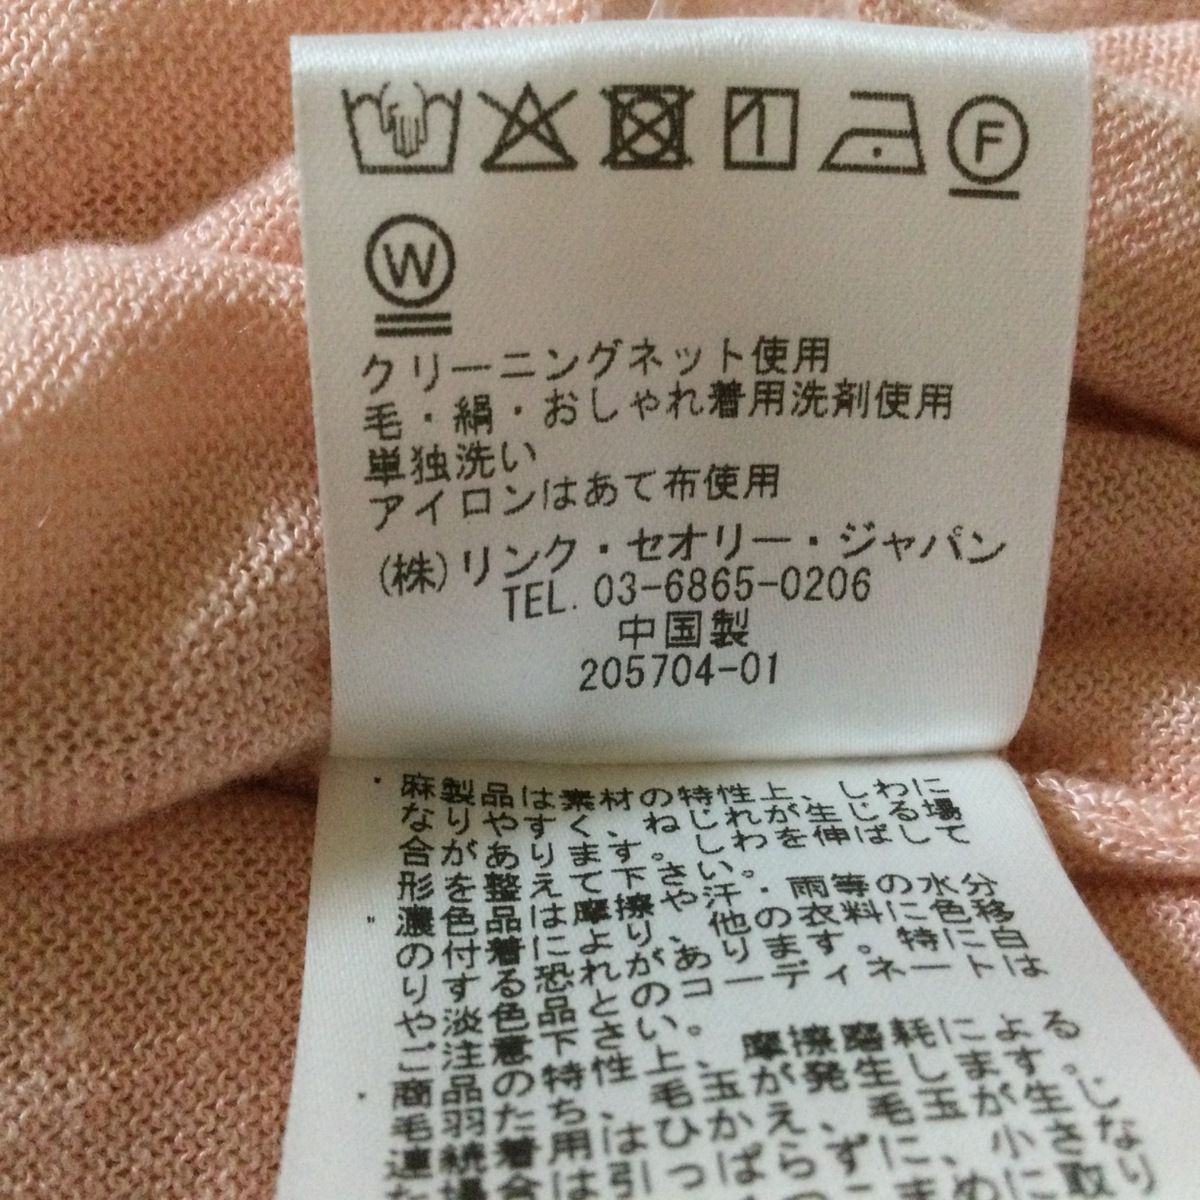 F
W
クリーニングネット使用
毛・絹・おしゃれ着用洗剤使用
単独洗い
アイロンはあて布使用
(株)リンク・セオリー・ジャパン
TEL. 03-6865-0206
中国製
205704-01
・麻製品は素材の特性上、しわに
なりやすく、ねじれが生じる場
合があります。しわを伸ばして
形を整えて下さい。
・濃色品は摩擦や汗・雨等の水分
の付着により、他の衣料に色移
りする恐れがあります。特に白
や淡色品とのコーディネートは
ご注意下さい。
・商品の特性上、摩擦磨耗による
毛羽たち、毛玉が発生します。
連続着用はひかえ、毛玉が生じ
た場合は引っぱらずに、小さな